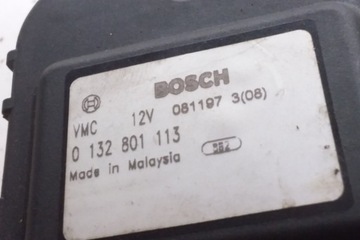 BOSCH
VMC 12V 081197 3(08)
0 132 801 113
Made in Malaysia